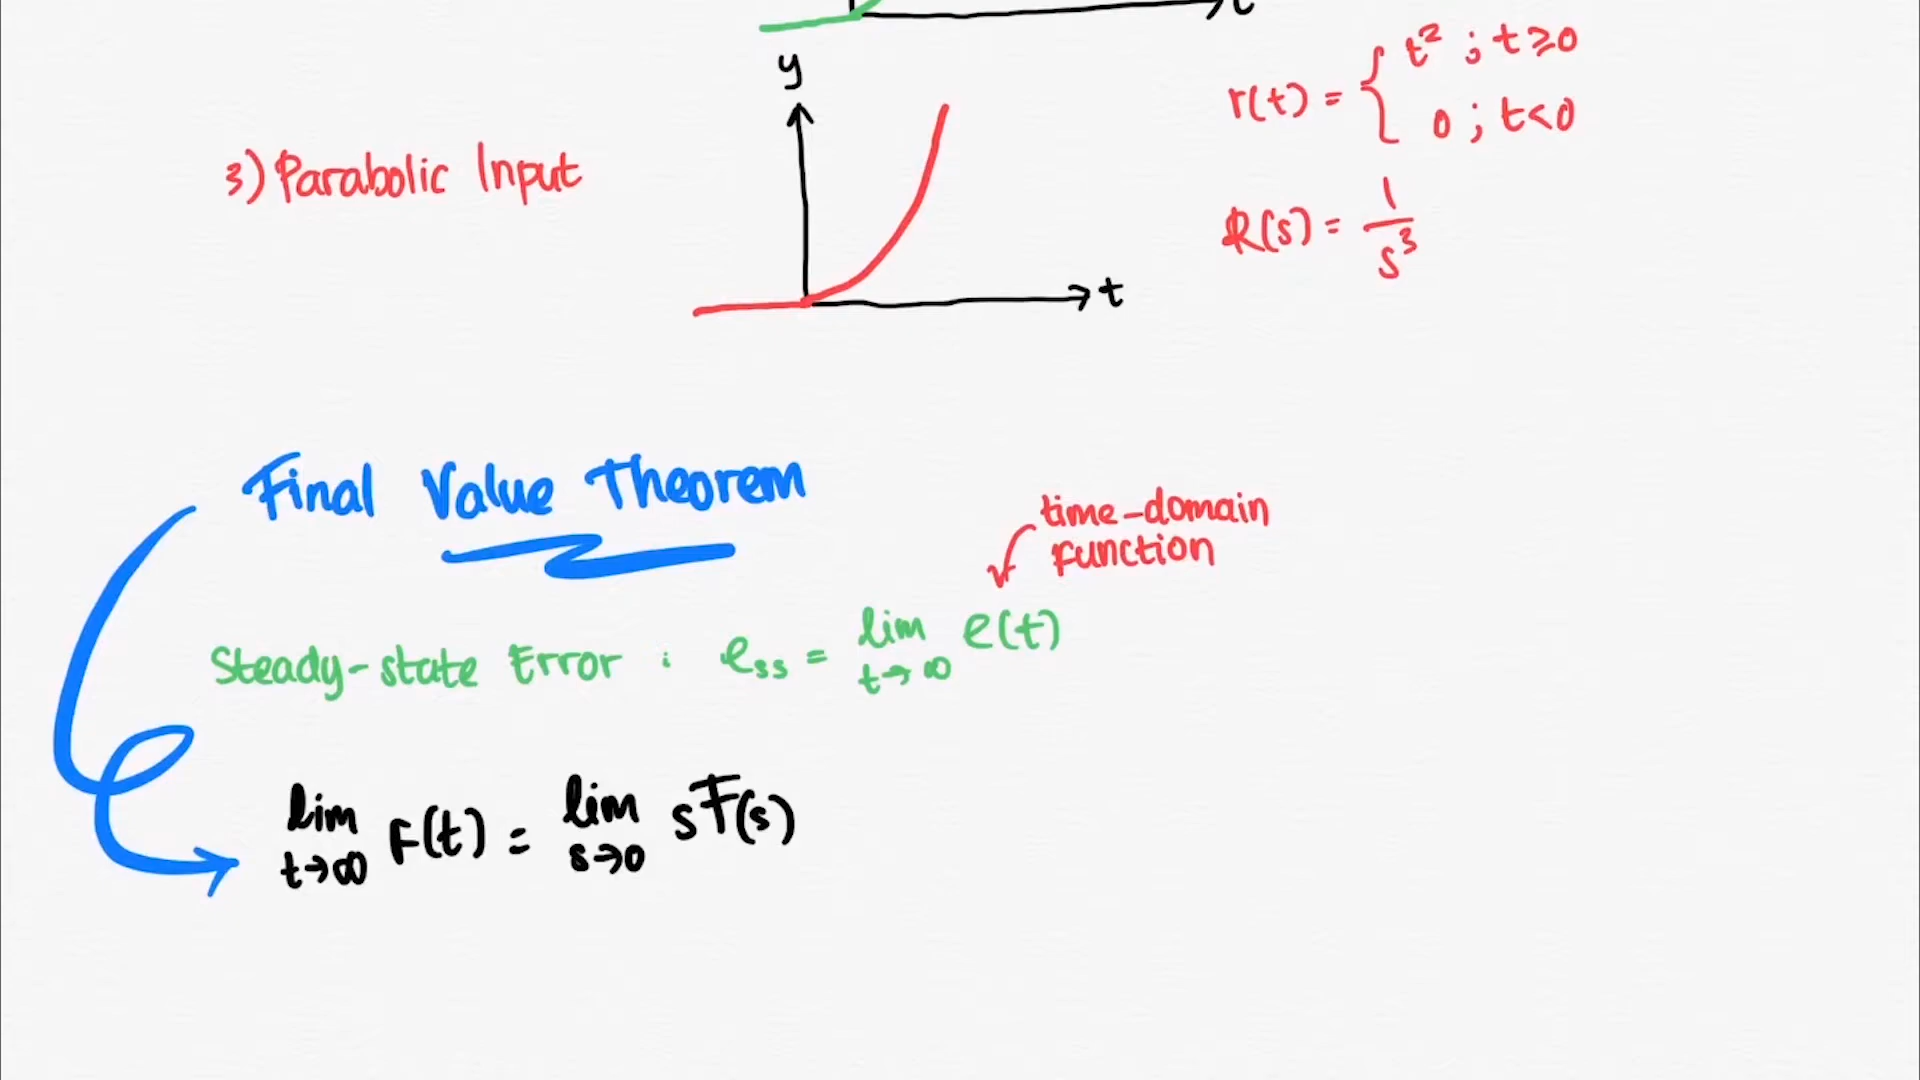 t
y
r(t) = { t² ; t ≥ 0
0 ; t < 0
3) Parabolic Input
R(s) = 1/s³
t
Final Value Theorem
time-domain
function
Steady-state Error : e_ss = lim t→∞ e(t)
lim t→∞ F(t) = lim s→0 sF(s)